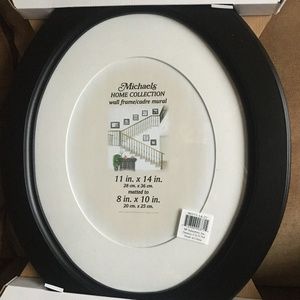 Michaels
HOME COLLECTION
wall frame/cadre mural
11 in. x 14 in.
28 cm. x 36 cm.
matted to
8 in. x 10 in.
20 cm. x 25 cm.